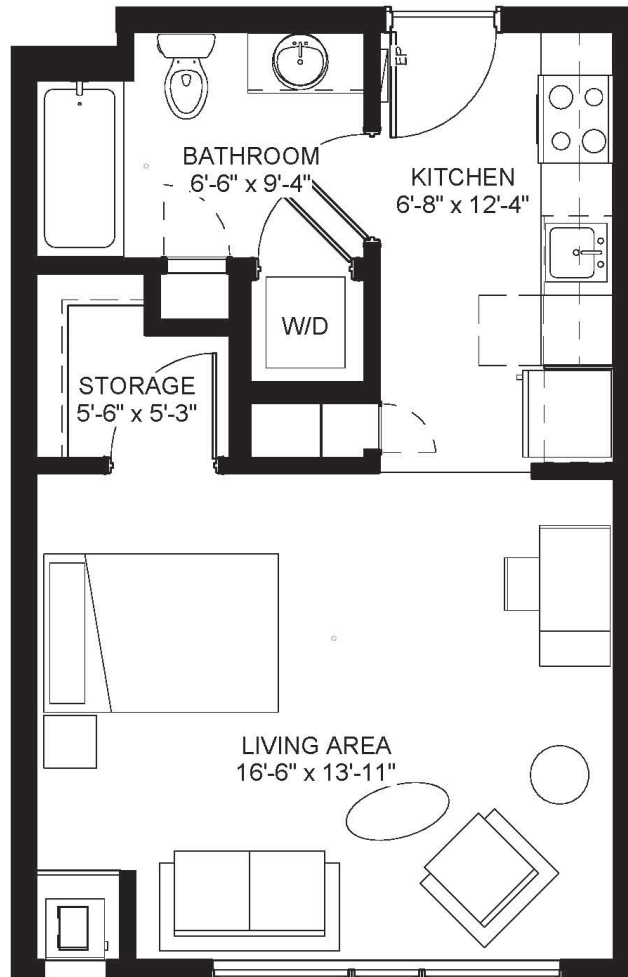 EP
BATHROOM
6'-6" x 9'-4"
KITCHEN
6'-8" x 12'-4"
W/D
STORAGE
5'-6" x 5'-3"
LIVING AREA
16'-6" x 13'-11"